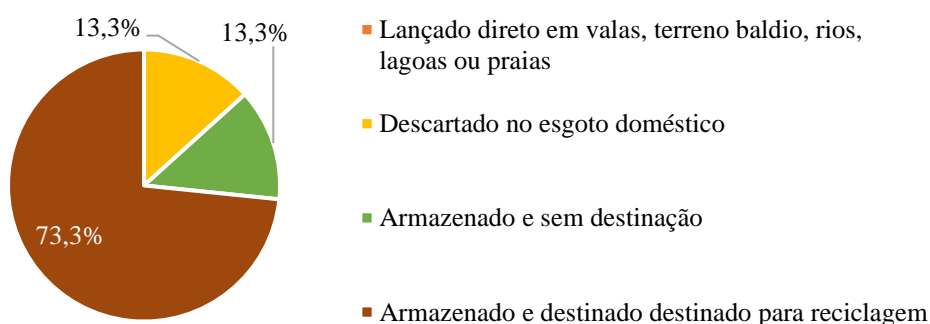 13,3%
13,3%
73,3%
Lançado direto em valas, terreno baldio, rios,
lagoas ou praias
Descartado no esgoto doméstico
Armazenado e sem destinação
Armazenado e destinado destinado para reciclagem